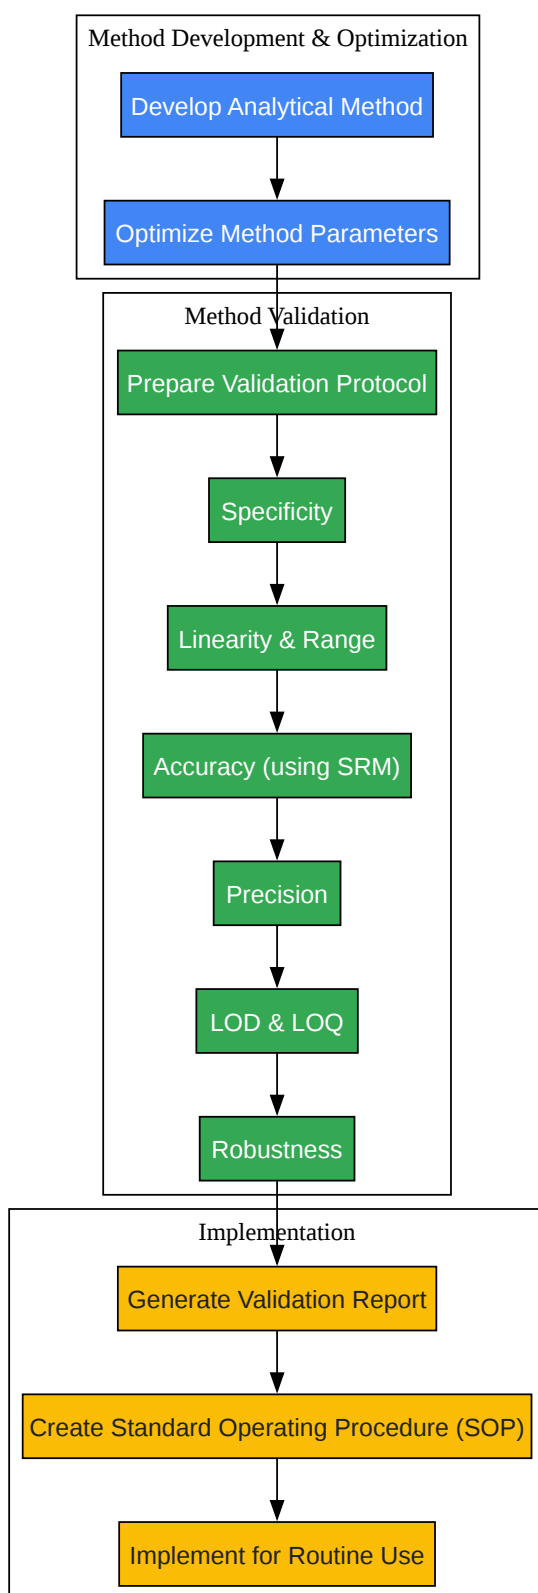 Method Development & Optimization
Develop Analytical Method
Optimize Method Parameters
Method Validation
Prepare Validation Protocol
Specificity
Linearity & Range
Accuracy (using SRM)
Precision
LOD & LOQ
Robustness
Implementation
Generate Validation Report
Create Standard Operating Procedure (SOP)
Implement for Routine Use